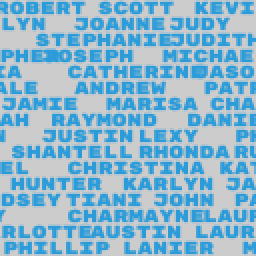 ROBERT SCOTT KEVI
LYN JOANNE JUDY
STEPHANIE JUDITH
PHEN JOSEPH MICHAE
IA CATHERINE JASO
ALE ANDREW PATR
JAMIE MARISA CHA
AH RAYMOND DANIE
N JUSTIN LEXY PH
SHANTELL RHONDA RU
EL CHRISTINA KAT
HUNTER KARLYN JA
DSEY TIANI JOHN PA
Y CHARMAYNE LAUR
RLOTTE AUSTIN LAUR
PHILLIP LANIER M